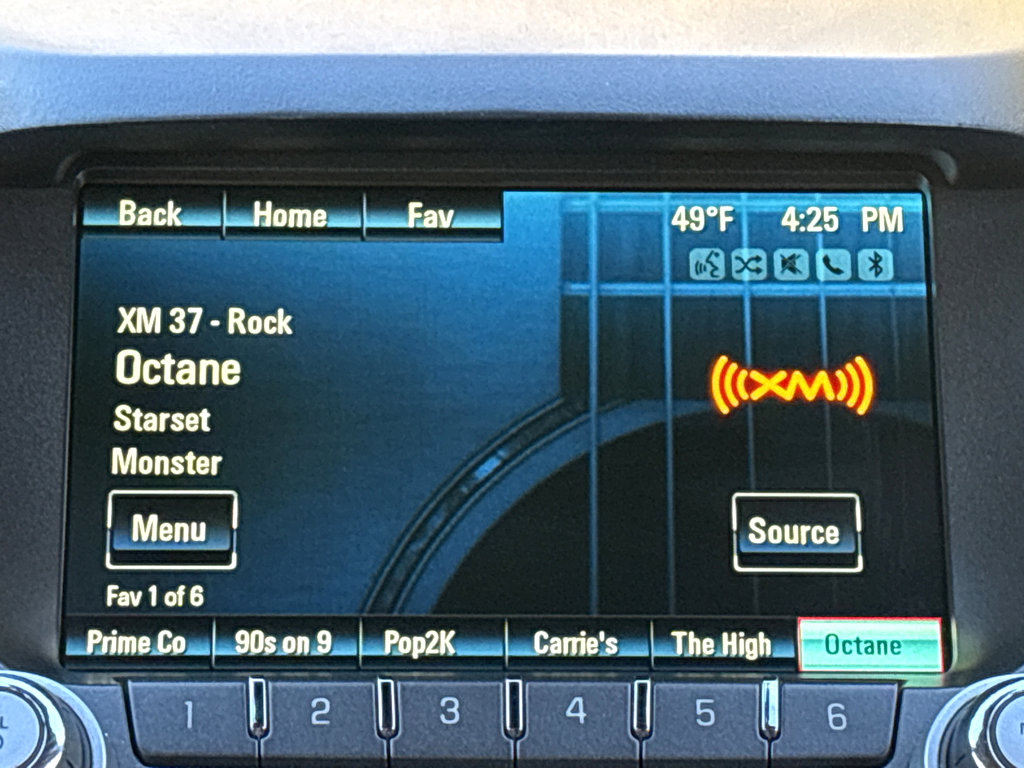 Back Home Fav 49°F 4:25 PM
XM 37 - Rock
Octane
XM
Starset
Monster
Menu Source
Fav 1 of 6
Prime Co 90s on 9 Pop2K Carrie's The High Octane
1 2 3 4 5 6